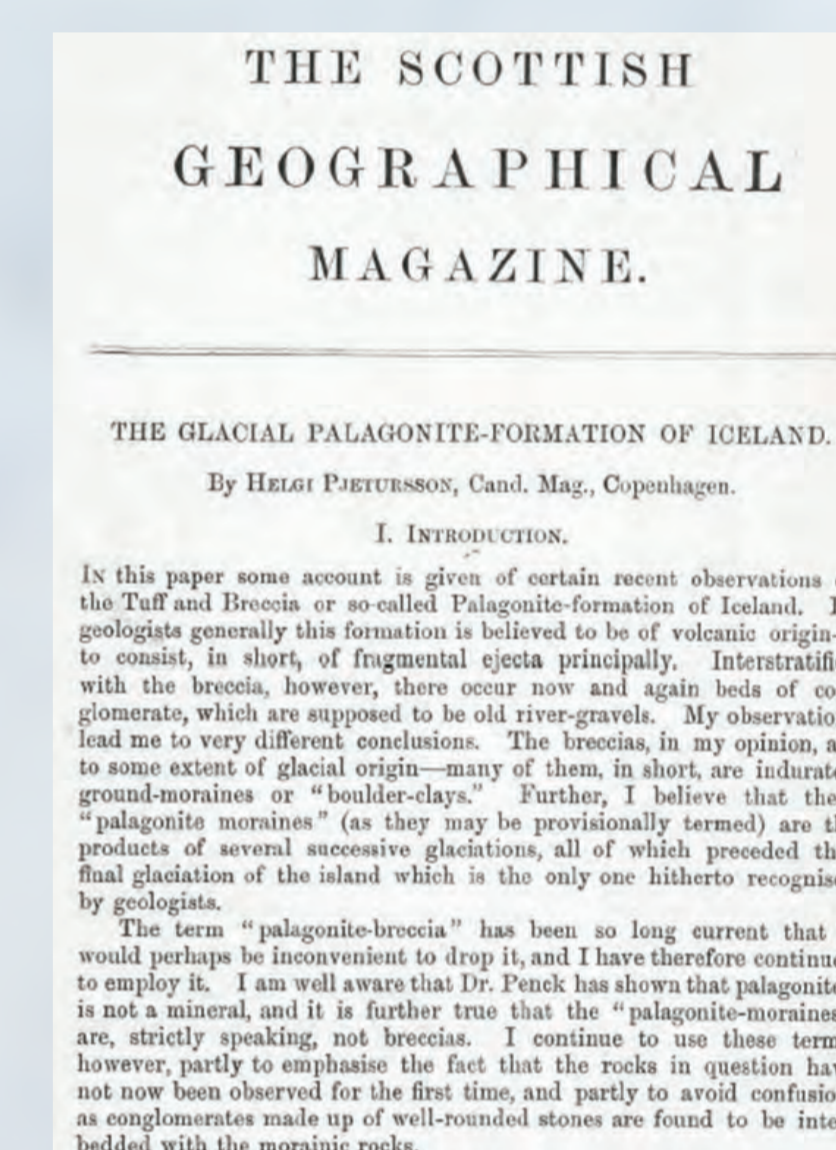 THE SCOTTISH
GEOGRAPHICAL
MAGAZINE.
THE GLACIAL PALAGONITE-FORMATION OF ICELAND.
By HELGI PJETURSSON, Cand. Mag., Copenhagen.
I. INTRODUCTION.
IN this paper some account is given of certain recent observations
the Tuff and Breccia or so-called Palagonite-formation of Iceland.
geologists generally this formation is believed to be of volcanic origin-
to consist, in short, of fragmental ejecta principally. Interstratifi
with the breccia, however, there occur now and again beds of co
glomerate, which are supposed to be old river-gravels. My observatio
lead me to very different conclusions. The breccias, in my opinion, a
to some extent of glacial origin—many of them, in short, are indurat
ground-moraines or "boulder-clays." Further, I believe that the
"palagonite moraines" (as they may be provisionally termed) are t
products of several successive glaciations, all of which preceded th
final glaciation of the island which is the only one hitherto recognis
by geologists.
The term "palagonite-breccia" has been so long current that
would perhaps be inconvenient to drop it, and I have therefore continu
to employ it. I am well aware that Dr. Penck has shown that palagonit
is not a mineral, and it is further true that the "palagonite-moraines
are, strictly speaking, not breccias. I continue to use these term
however, partly to emphasise the fact that the rocks in question ha
not now been observed for the first time, and partly to avoid confusio
as conglomerates made up of well-rounded stones are found to be inte
bedded with the morainic rocks.